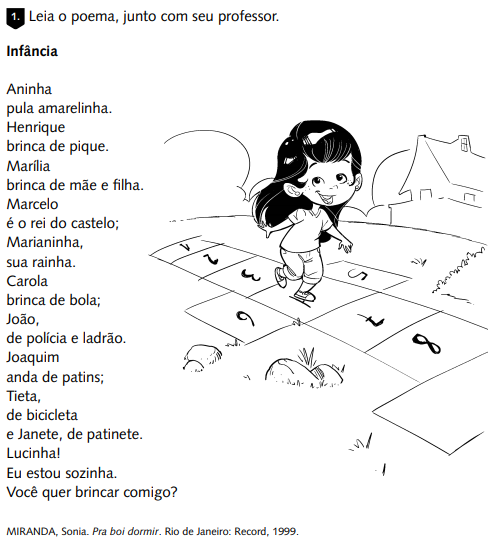 1. Leia o poema, junto com seu professor.
Infância
Aninha
pula amarelinha.
Henrique
brinca de pique.
Marília
brinca de mãe e filha.
Marcelo
é o rei do castelo;
Marianinha,
sua rainha.
Carola
brinca de bola;
João,
de polícia e ladrão.
Joaquim
anda de patins;
Tieta,
de bicicleta
e Janete, de patinete.
Lucinha!
Eu estou sozinha.
Você quer brincar comigo?
1
2
3
5
6
7
8
MIRANDA, Sonia. Pra boi dormir. Rio de Janeiro: Record, 1999.